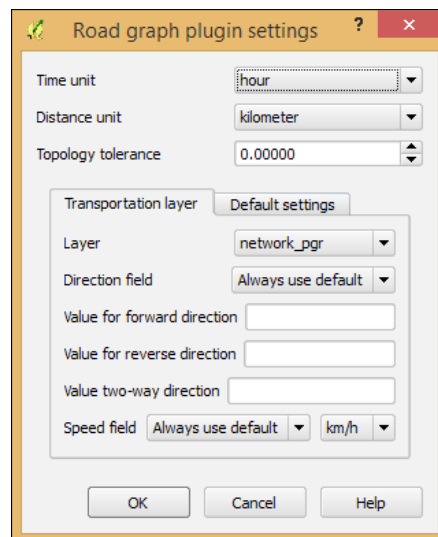 Road graph plugin settings ? ×
Time unit hour
Distance unit kilometer
Topology tolerance 0.00000
Transportation layer Default settings
Layer network_pgr
Direction field Always use default
Value for forward direction
Value for reverse direction
Value two-way direction
Speed field Always use default km/h
OK Cancel Help